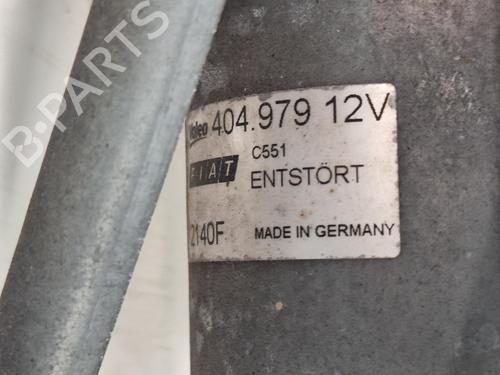 Valeo 404.979 12V
C551
FIAT ENTSTÖRT
2140F MADE IN GERMANY
B-PARTS